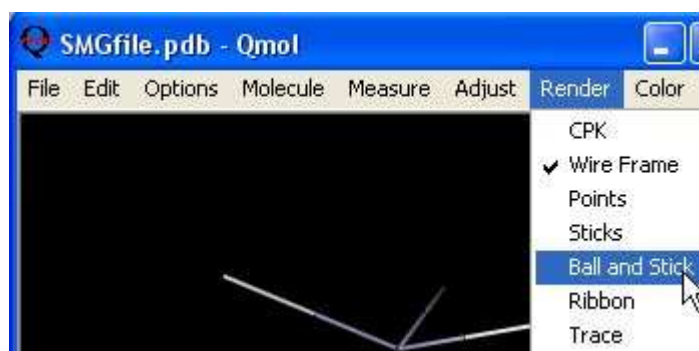 SMGfile.pdb - Qmol
File Edit Options Molecule Measure Adjust Render Color
CPK
Wire Frame
Points
Sticks
Ball and Stick
Ribbon
Trace